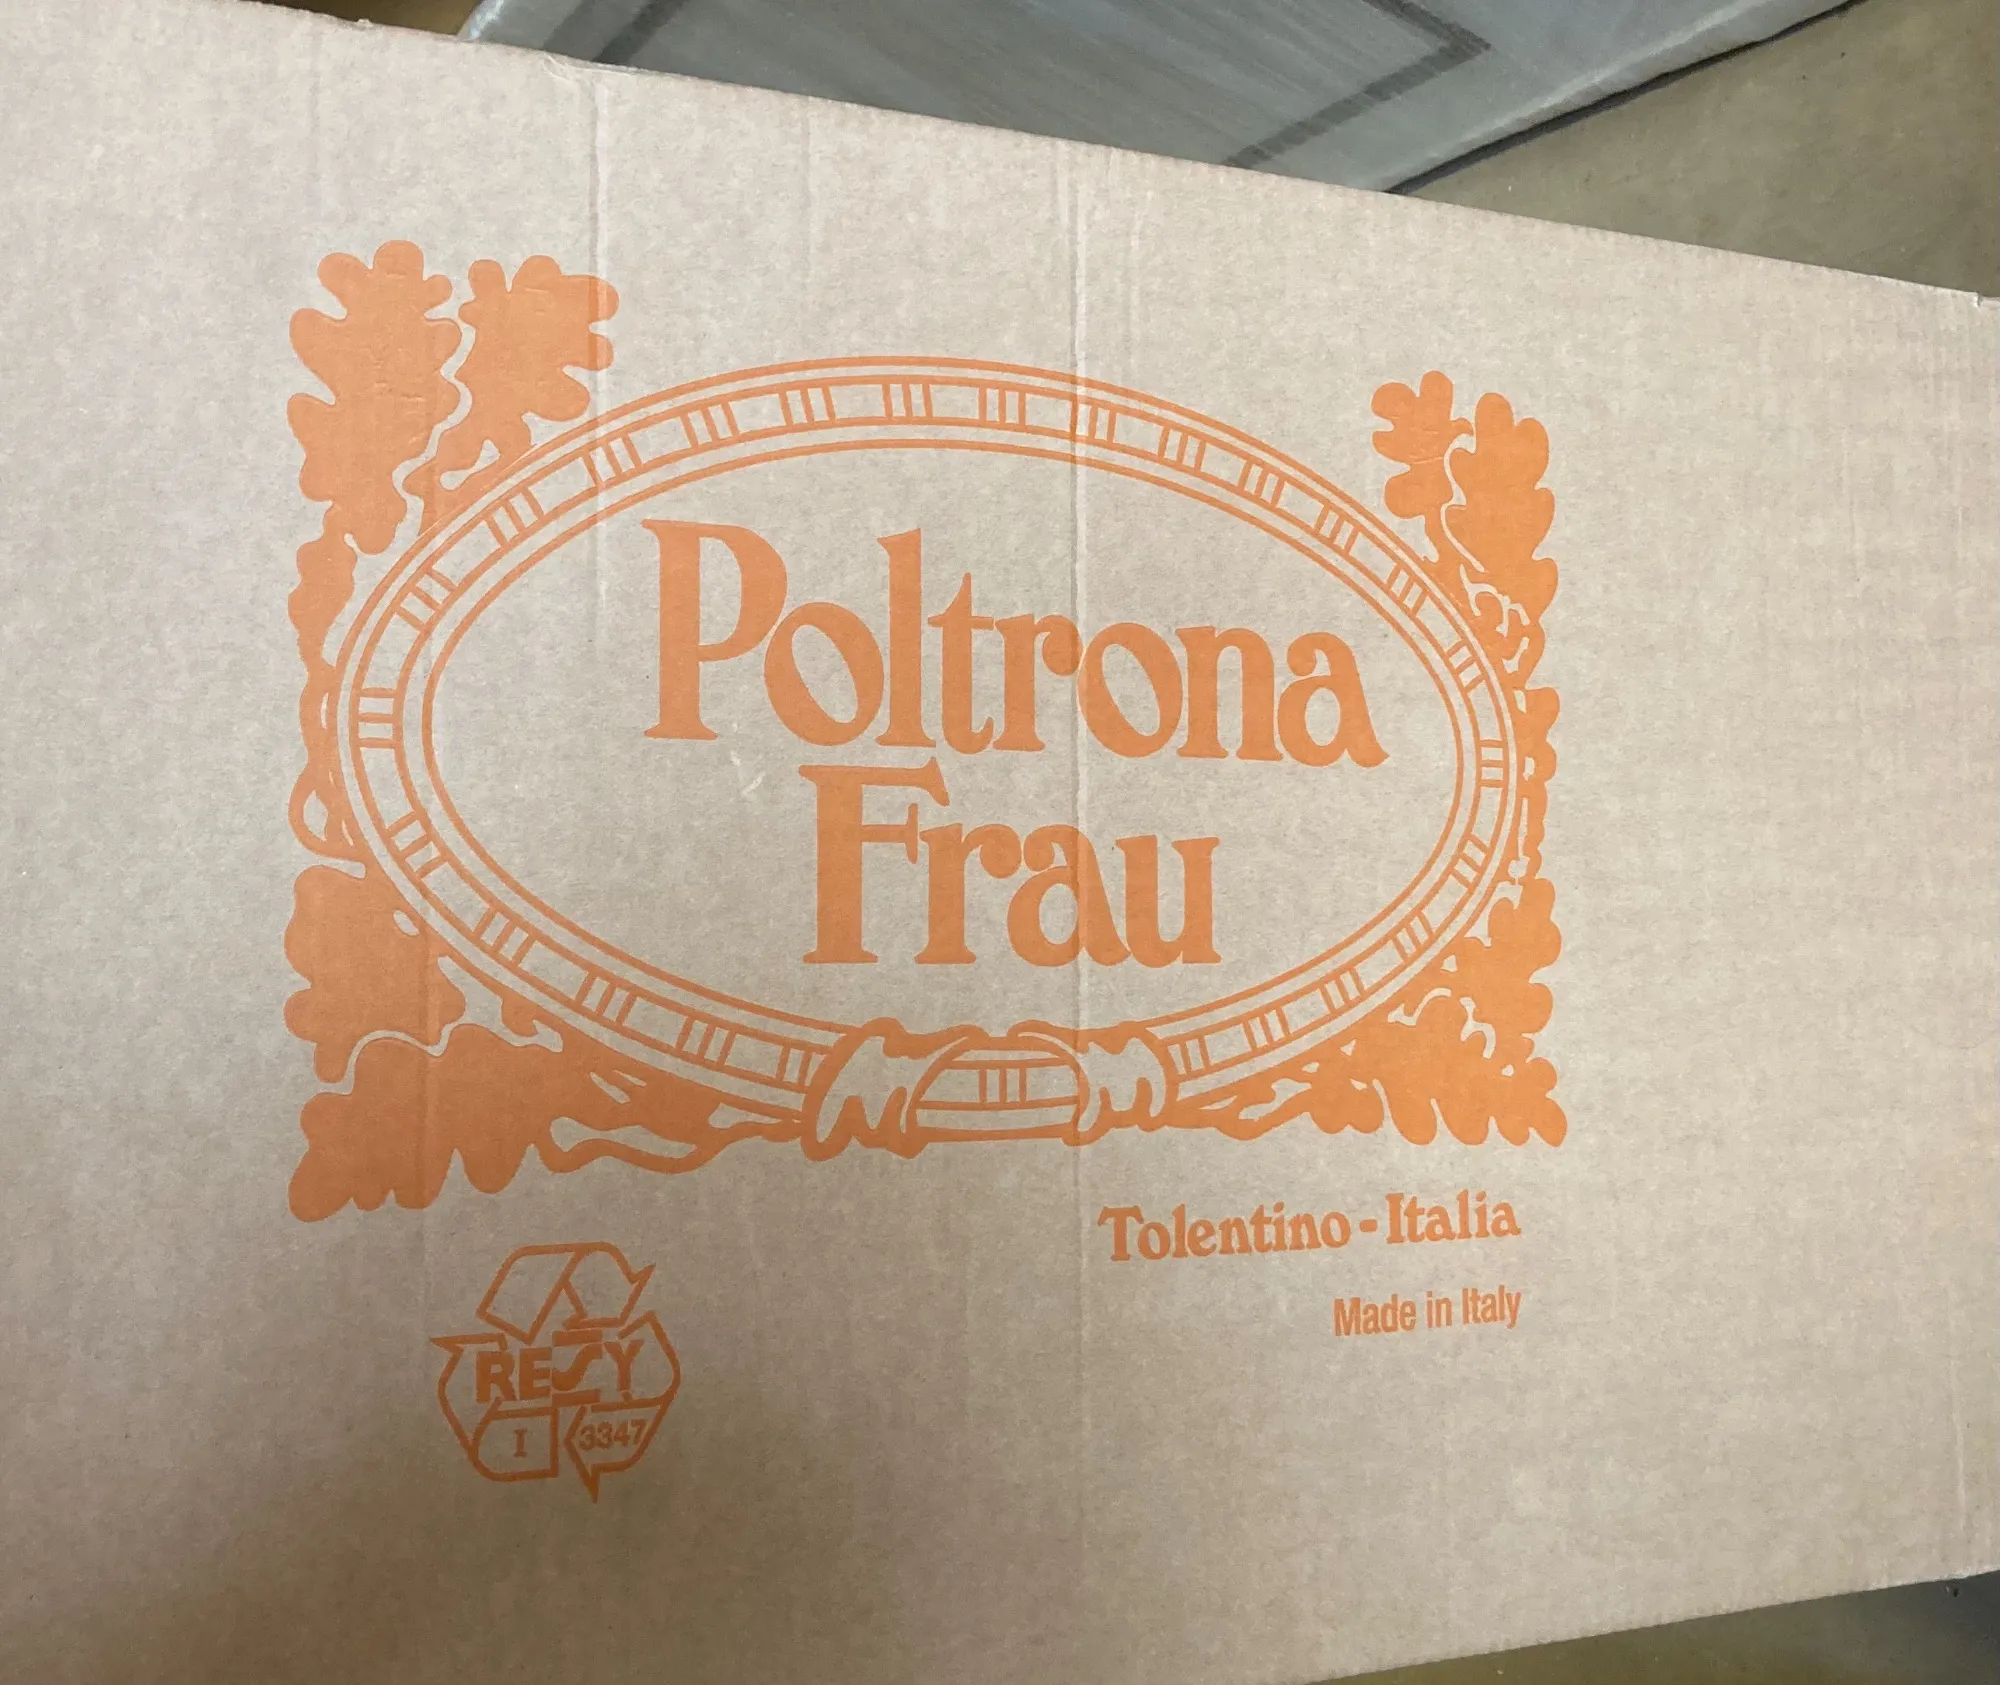 Poltrona
Frau
Tolentino - Italia
Made in Italy
RESY
I 3347